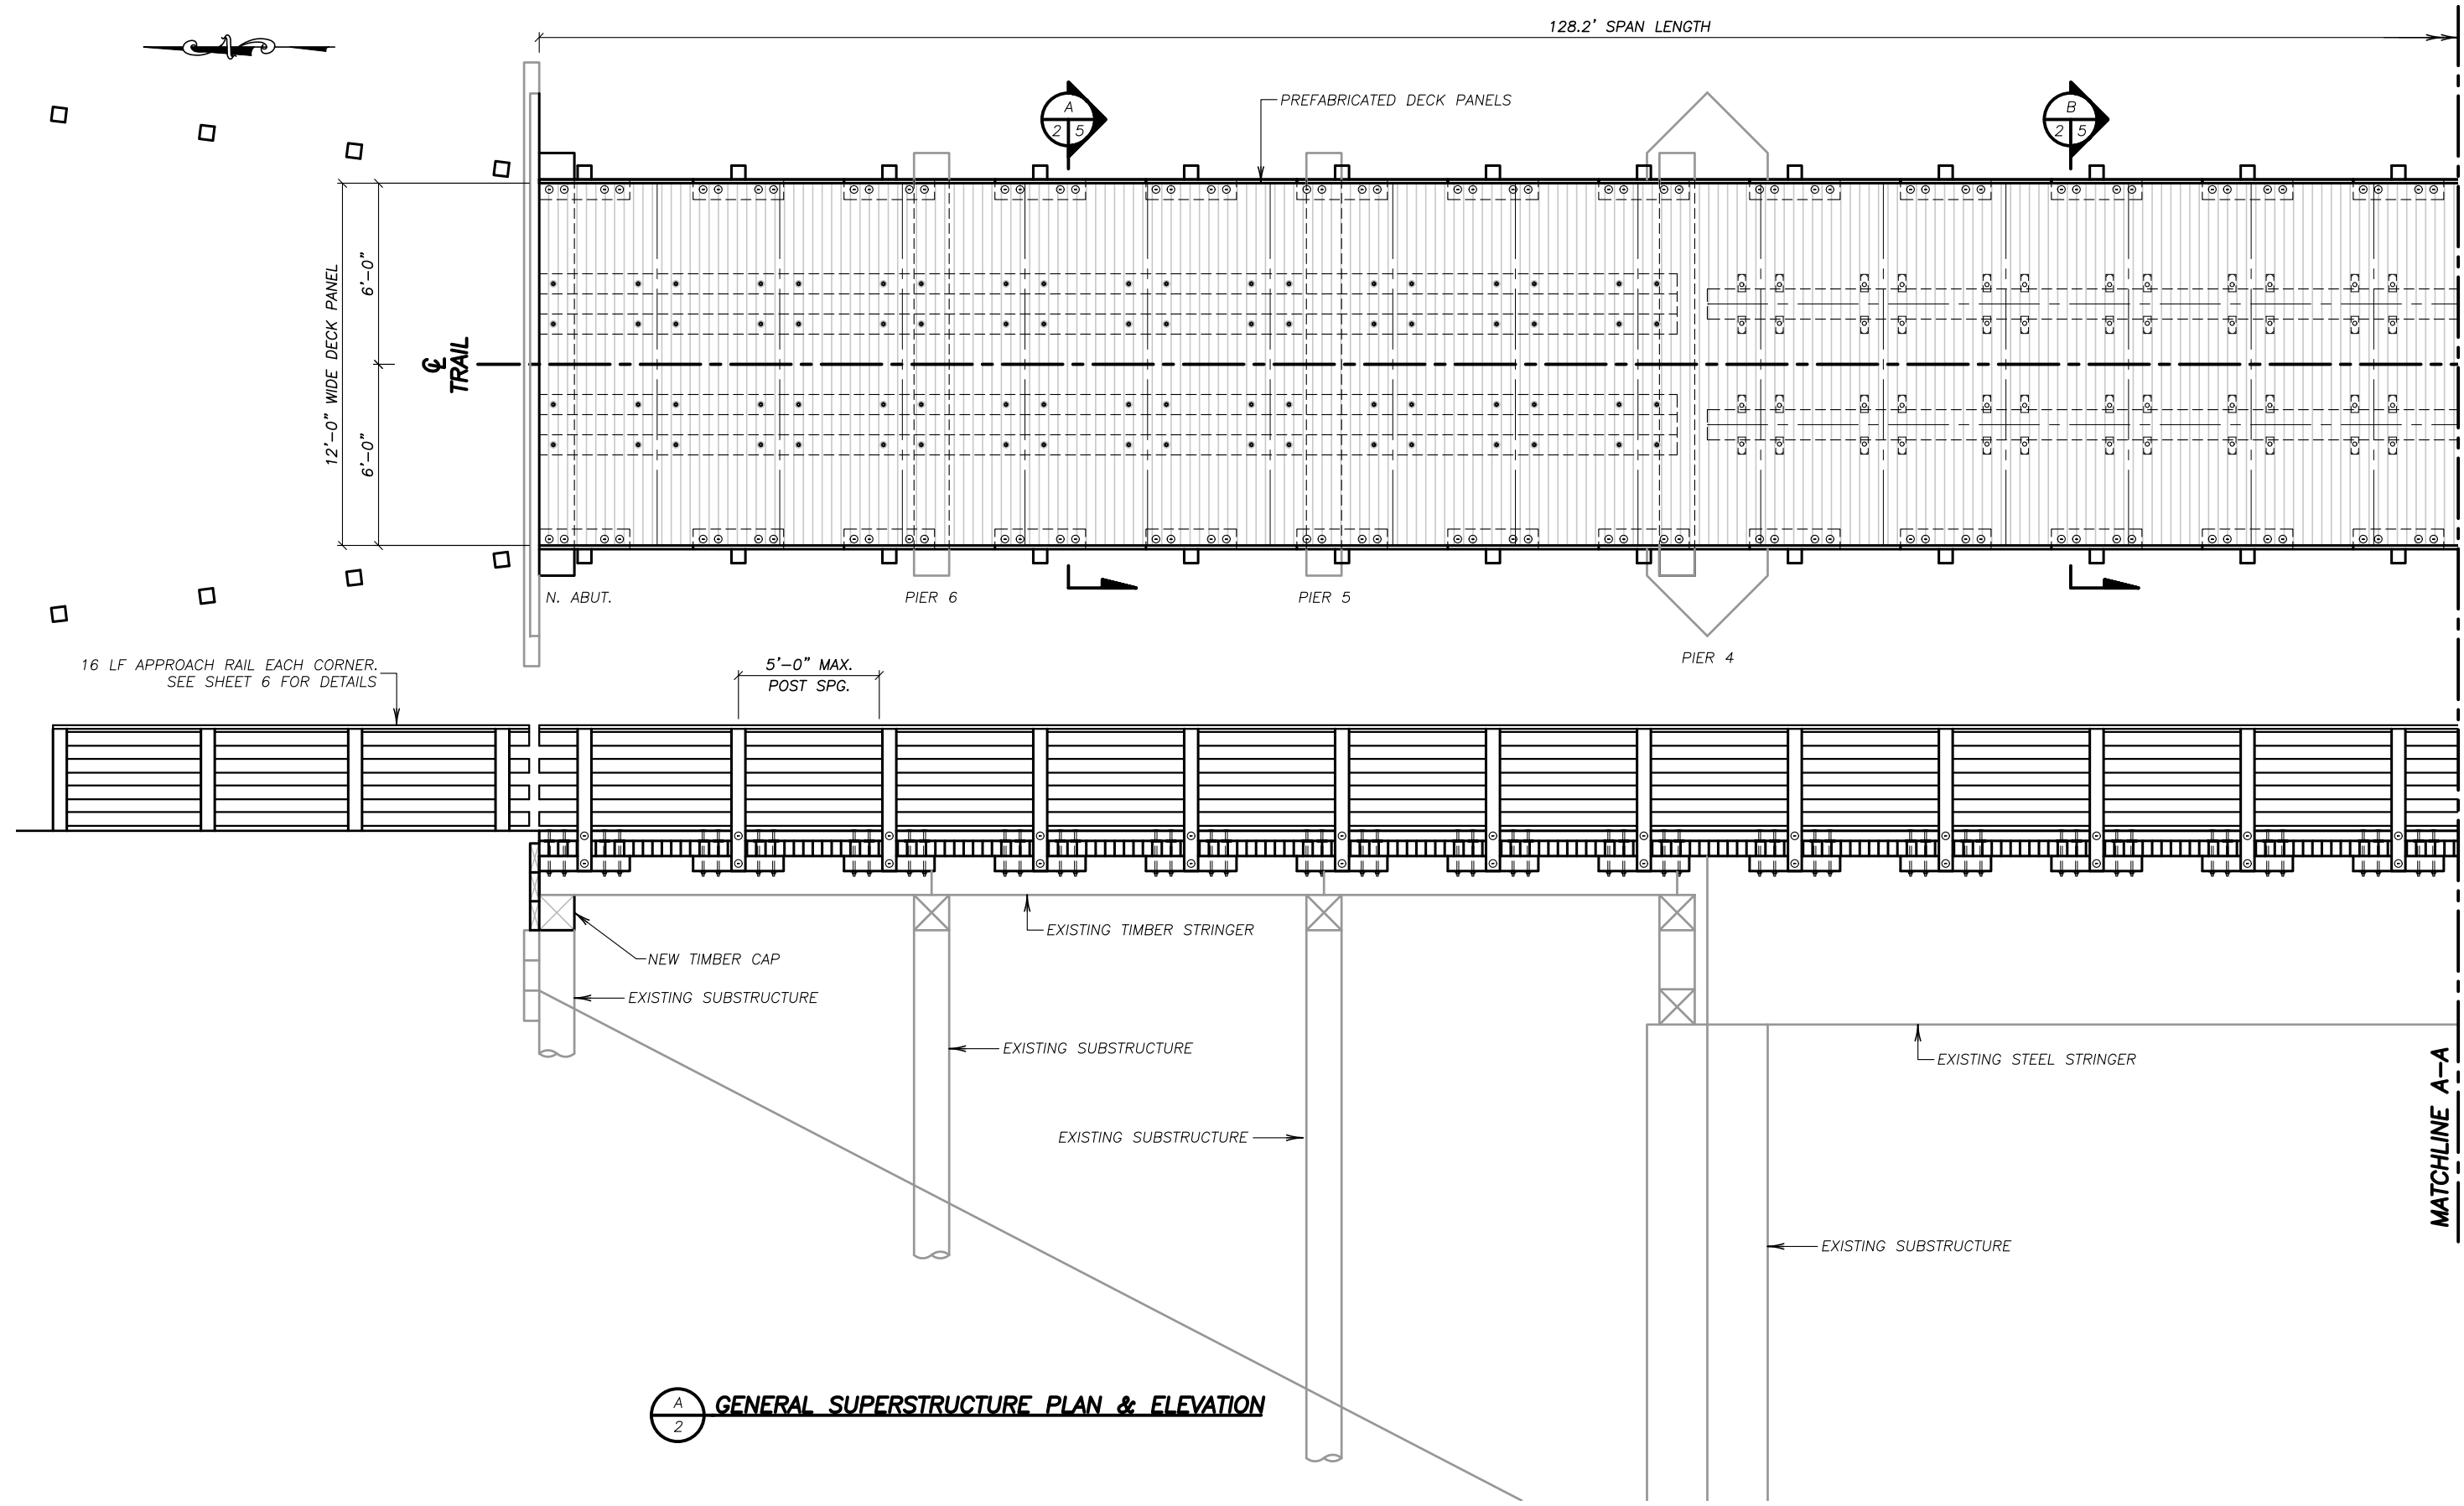 128.2' SPAN LENGTH
A
2 5
PREFABRICATED DECK PANELS
B
2 5
12'-0" WIDE DECK PANEL
6'-0"
6'-0"
℄
TRAIL
N. ABUT.
PIER 6
PIER 5
PIER 4
16 LF APPROACH RAIL EACH CORNER.
SEE SHEET 6 FOR DETAILS
5'-0" MAX.
POST SPG.
EXISTING TIMBER STRINGER
NEW TIMBER CAP
EXISTING SUBSTRUCTURE
EXISTING SUBSTRUCTURE
EXISTING STEEL STRINGER
EXISTING SUBSTRUCTURE
EXISTING SUBSTRUCTURE
MATCHLINE A-A
A
2
GENERAL SUPERSTRUCTURE PLAN & ELEVATION